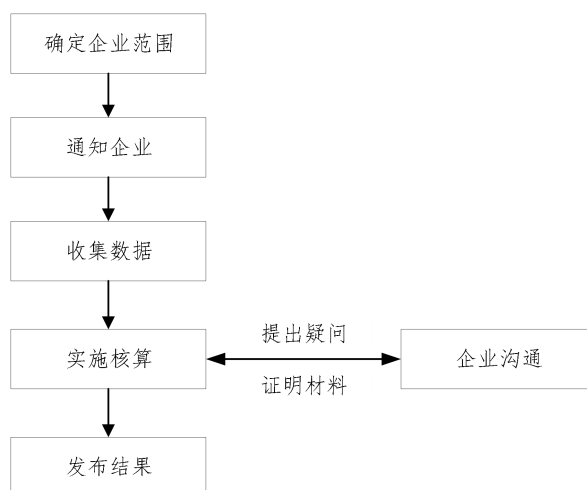 确定企业范围
通知企业
收集数据
提出疑问
实施核算
企业沟通
证明材料
发布结果